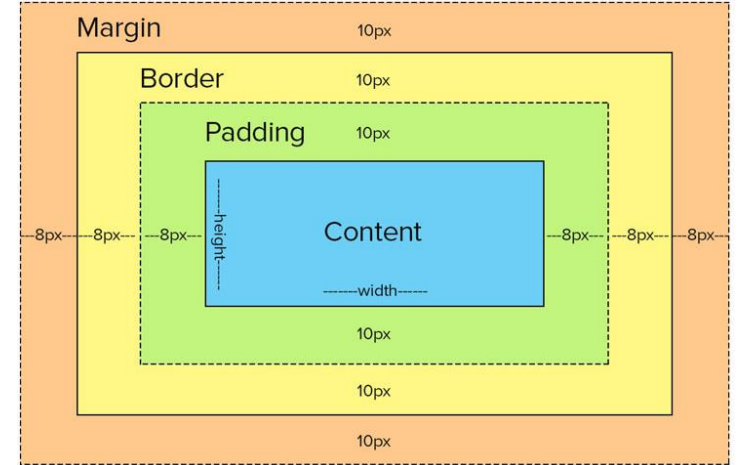 Margin
10px
Border
10px
Padding
10px
---8px-----8px--- ---8px---
------height------
Content
---8px--- ---8px-----8px---
-------width------
10px
10px
10px